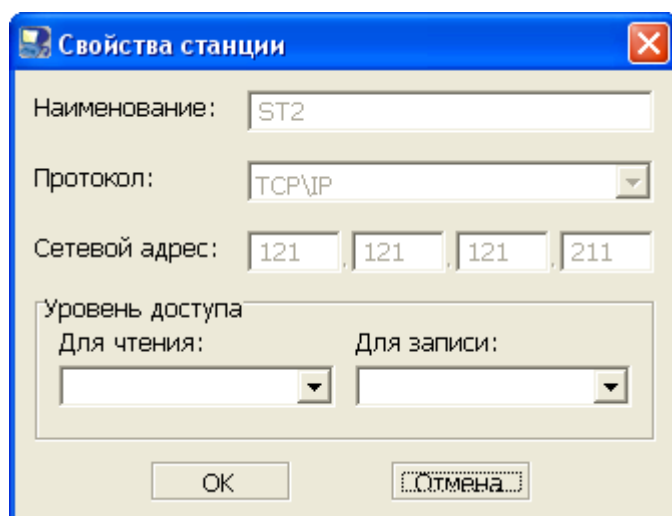 Свойства станции
Наименование: ST2
Протокол: TCP\IP
Сетевой адрес: 121 , 121 , 121 , 211
Уровень доступа
Для чтения: Для записи:
OK Отмена